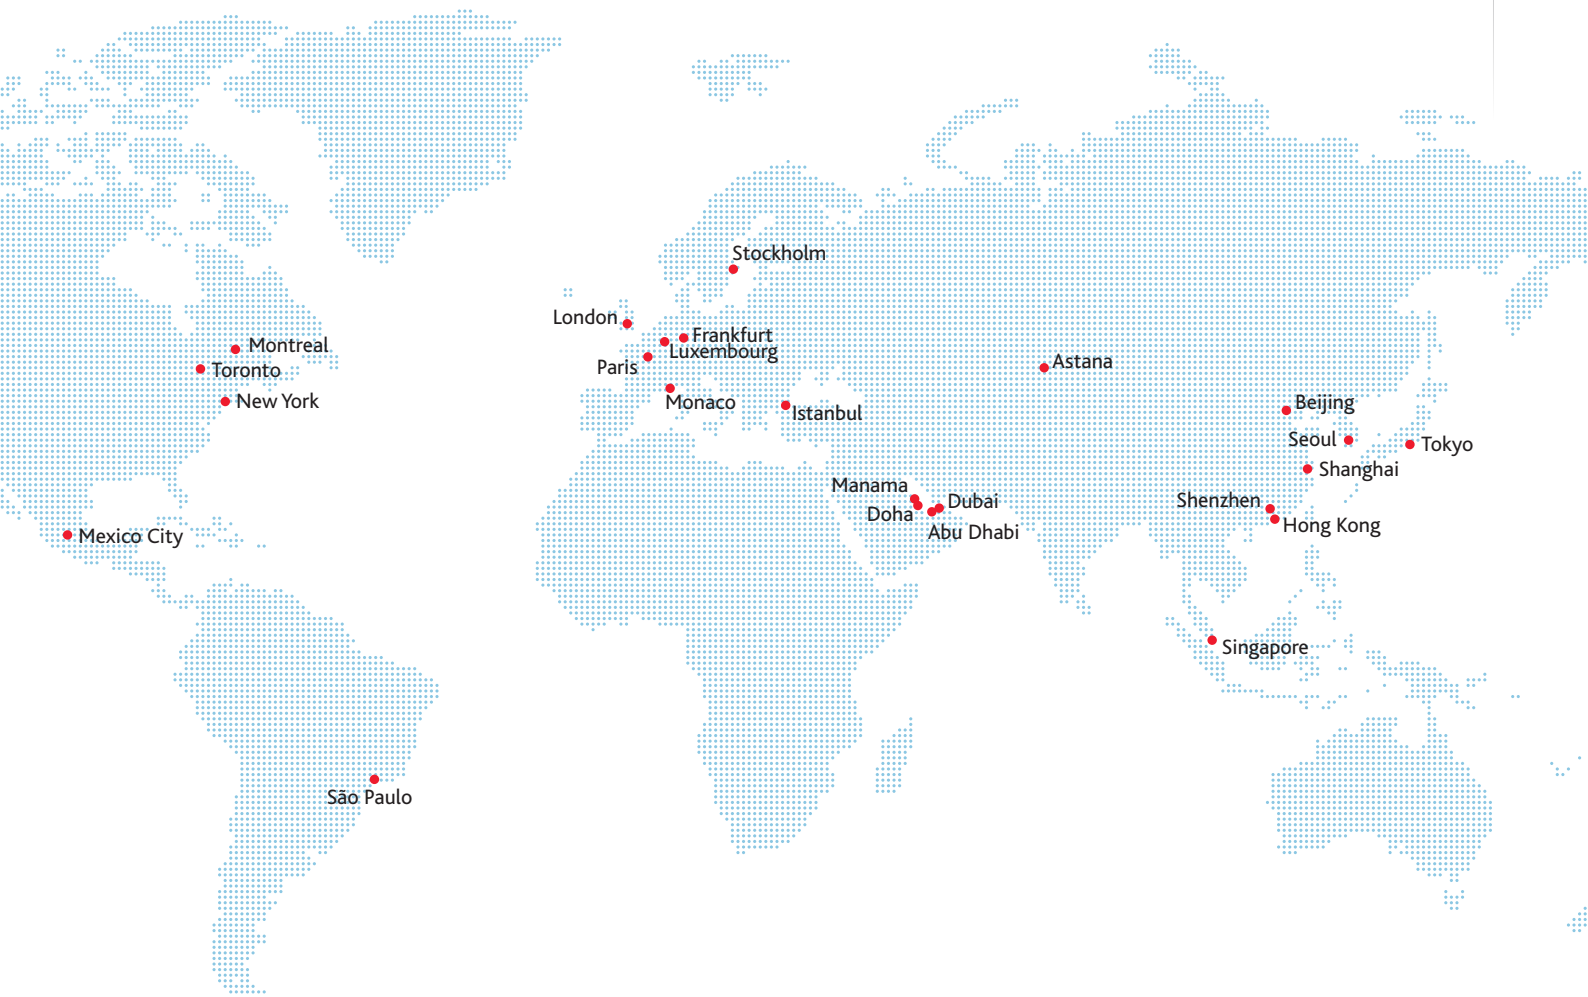 Stockholm
London
Frankfurt
Luxembourg
Paris
Monaco
Istanbul
Montreal
Toronto
New York
Mexico City
São Paulo
Astana
Manama
Doha
Dubai
Abu Dhabi
Beijing
Seoul
Tokyo
Shanghai
Shenzhen
Hong Kong
Singapore